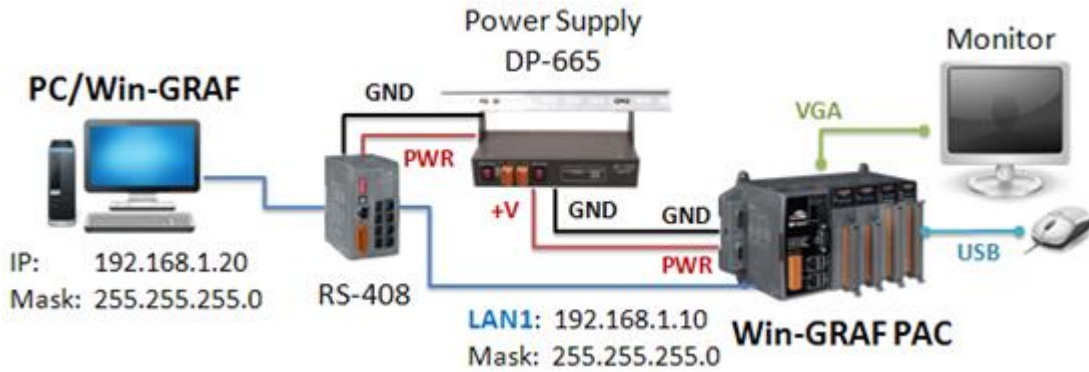 Power Supply
DP-665
Monitor
PC/Win-GRAF
GND
VGA
PWR
+V
GND
GND
PWR
USB
IP: 192.168.1.20
Mask: 255.255.255.0
RS-408
LAN1: 192.168.1.10
Mask: 255.255.255.0
Win-GRAF PAC